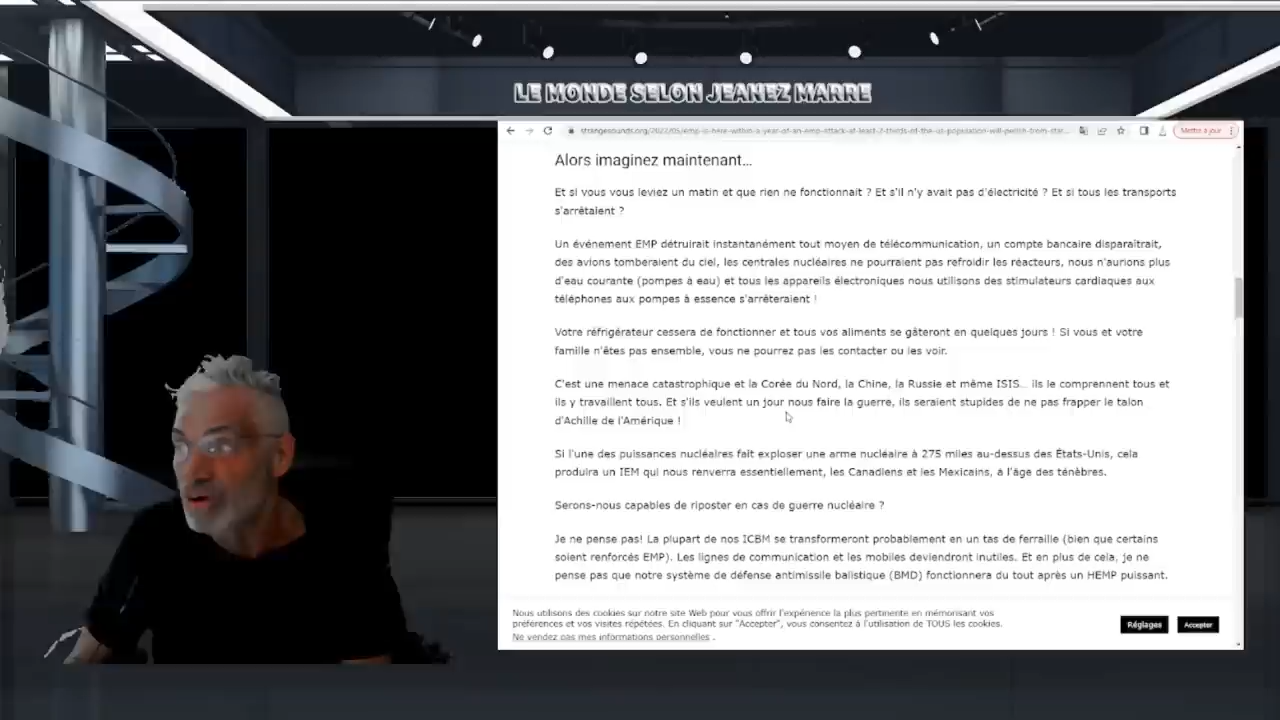 LE MONDE SELON JEANEZ MARRE
Mettre à jour
Alors imaginez maintenant...
Et si vous vous leviez un matin et que rien ne fonctionnait ? Et s'il n'y avait pas d'électricité ? Et si tous les transports
s'arrêtaient ?
Un événement EMP détruirait instantanément tout moyen de télécommunication, un compte bancaire disparaîtrait,
des avions tomberaient du ciel, les centrales nucléaires ne pourraient pas refroidir les réacteurs, nous n'aurions plus
d'eau courante (pompes à eau) et tous les appareils électroniques nous utilisons des stimulateurs cardiaques aux
téléphones aux pompes à essence s'arrêteraient !
Votre réfrigérateur cessera de fonctionner et tous vos aliments se gâteront en quelques jours ! Si vous et votre
famille n'êtes pas ensemble, vous ne pourrez pas les contacter ou les voir.
C'est une menace catastrophique et la Corée du Nord, la Chine, la Russie et même ISIS... ils le comprennent tous et
ils y travaillent tous. Et s'ils veulent un jour nous faire la guerre, ils seraient stupides de ne pas frapper le talon
d'Achille de l'Amérique !
Si l'une des puissances nucléaires fait exploser une arme nucléaire à 275 miles au-dessus des États-Unis, cela
produira un IEM qui nous renverra essentiellement, les Canadiens et les Mexicains, à l'âge des ténèbres.
Serons-nous capables de riposter en cas de guerre nucléaire ?
Je ne pense pas! La plupart de nos ICBM se transformeront probablement en un tas de ferraille (bien que certains
soient renforcés EMP). Les lignes de communication et les mobiles deviendront inutiles. Et en plus de cela, je ne
pense pas que notre système de défense antimissile balistique (BMD) fonctionnera du tout après un HEMP puissant.
Nous utilisons des cookies sur notre site Web pour vous offrir l'expérience la plus pertinente en mémorisant vos
préférences et vos visites répétées. En cliquant sur "Accepter", vous consentez à l'utilisation de TOUS les cookies.
Ne vendez pas mes informations personnelles .
Réglages
Accepter